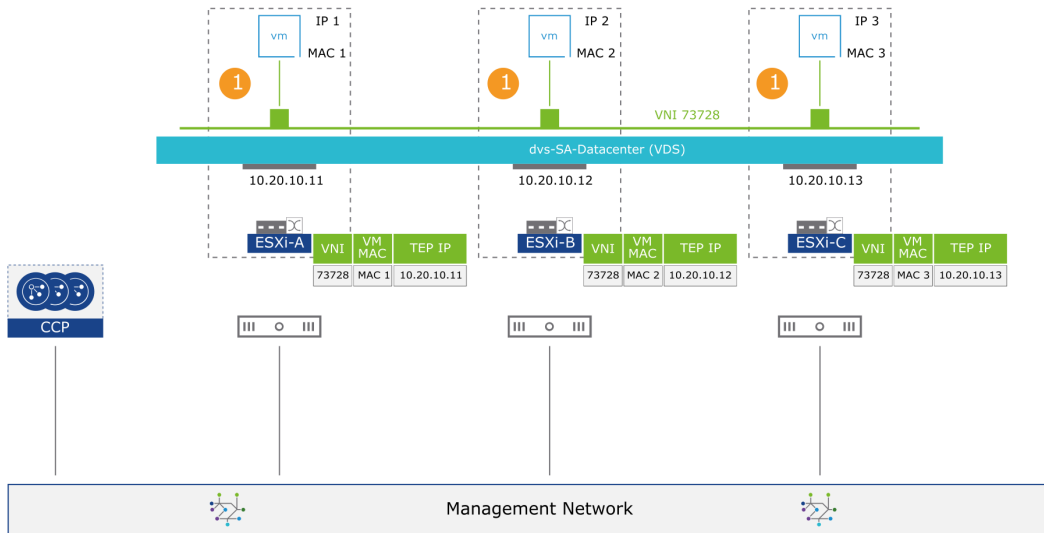 IP 1
IP 2
IP 3
vm
vm
vm
MAC 1
MAC 2
MAC 3
1
1
1
VNI 73728
dvs-SA-Datacenter (VDS)
10.20.10.11
10.20.10.12
10.20.10.13
ESXi-A
VNI
VM
MAC
TEP IP
73728
MAC 1
10.20.10.11
ESXi-B
VNI
VM
MAC
TEP IP
73728
MAC 2
10.20.10.12
ESXi-C
VNI
VM
MAC
TEP IP
73728
MAC 3
10.20.10.13
CCP
Management Network